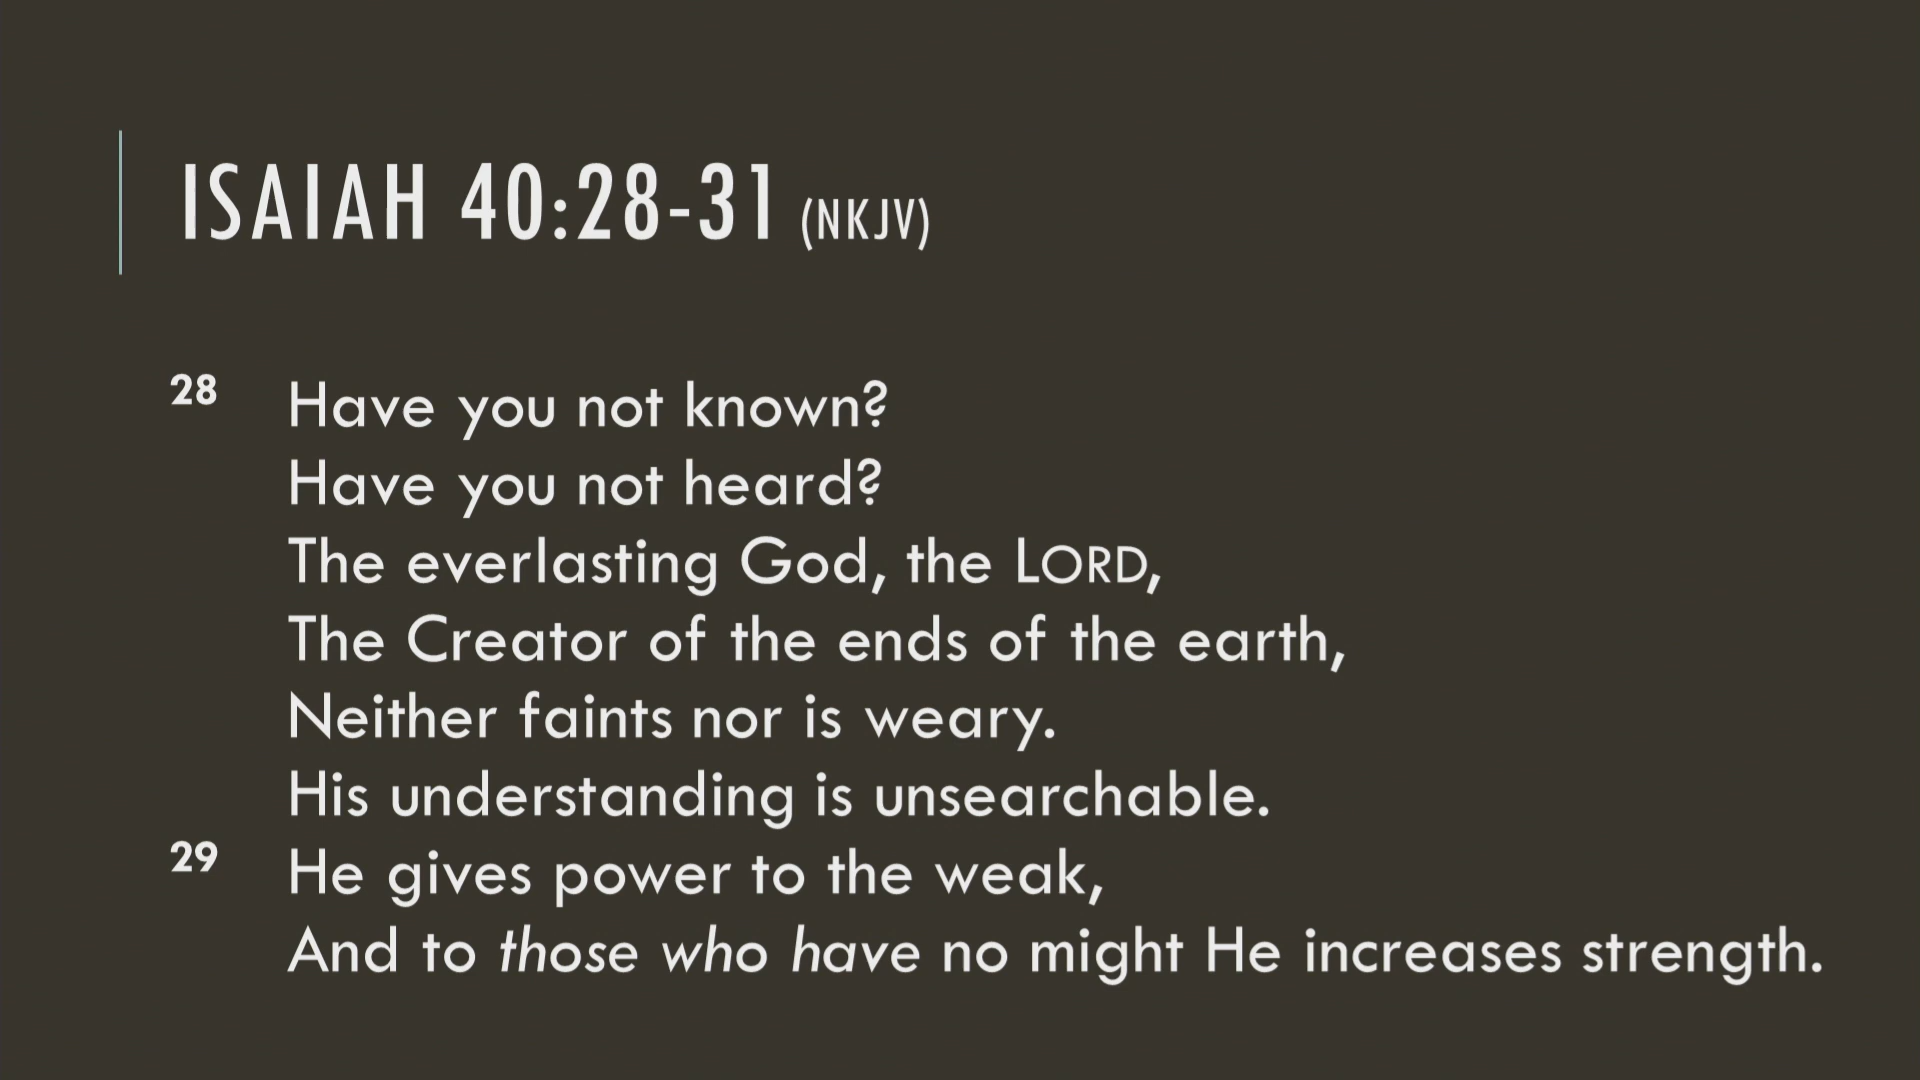 ISAIAH 40:28-31 (NKJV)
28 Have you not known?
Have you not heard?
The everlasting God, the LORD,
The Creator of the ends of the earth,
Neither faints nor is weary.
His understanding is unsearchable.
29 He gives power to the weak,
And to those who have no might He increases strength.